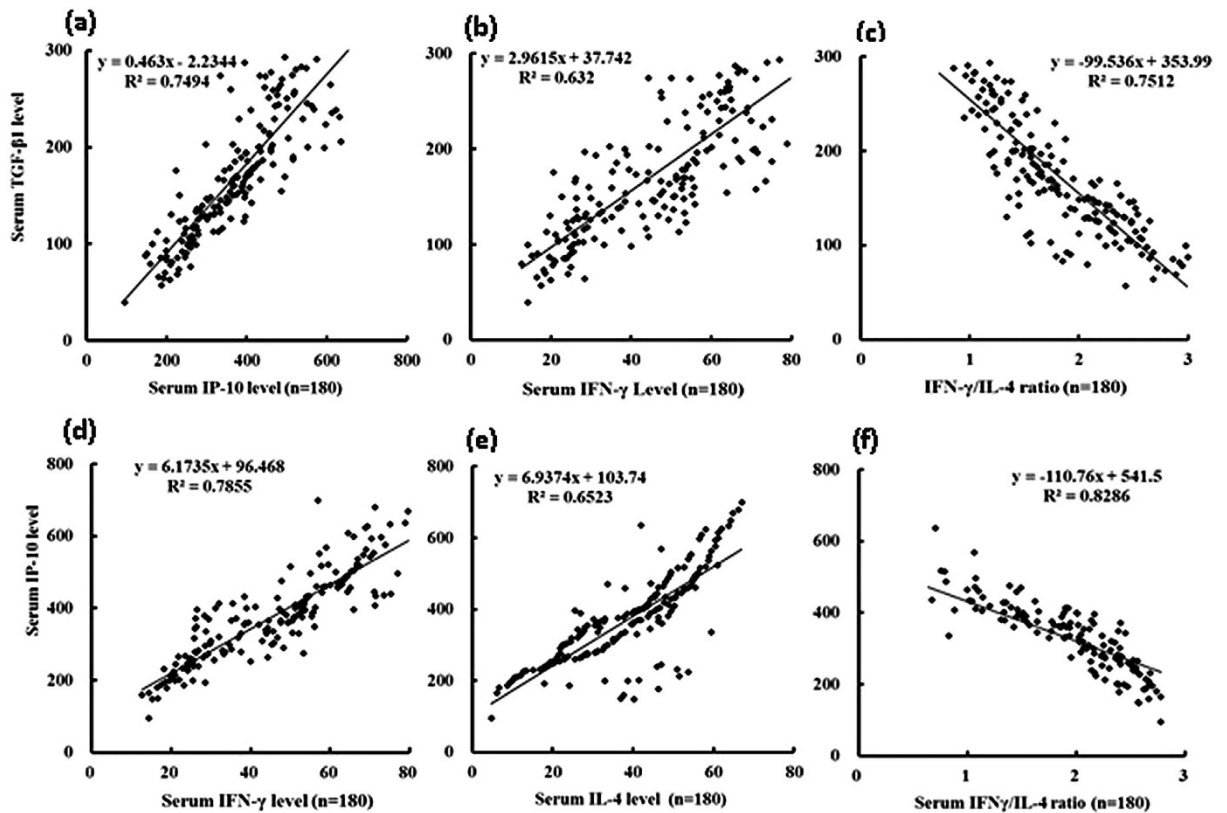 (a)
y = 0.463x - 2.2344
R² = 0.7494
300
200
100
0
0 200 400 600 800
Serum TGF-β1 level
Serum IP-10 level (n=180)
(b)
y = 2.9615x + 37.742
R² = 0.632
300
200
100
0
0 20 40 60 80
Serum IFN-γ Level (n=180)
(c)
y = -99.536x + 353.99
R² = 0.7512
300
200
100
0
0 1 2 3
IFN-γ/IL-4 ratio (n=180)
(d)
y = 6.1735x + 96.468
R² = 0.7855
800
600
400
200
0
0 20 40 60 80
Serum IP-10 level
Serum IFN-γ level (n=180)
(e)
y = 6.9374x + 103.74
R² = 0.6523
800
600
400
200
0
0 20 40 60 80
Serum IL-4 level (n=180)
(f)
y = -110.76x + 541.5
R² = 0.8286
800
600
400
200
0
0 1 2 3
Serum IFNγ/IL-4 ratio (n=180)